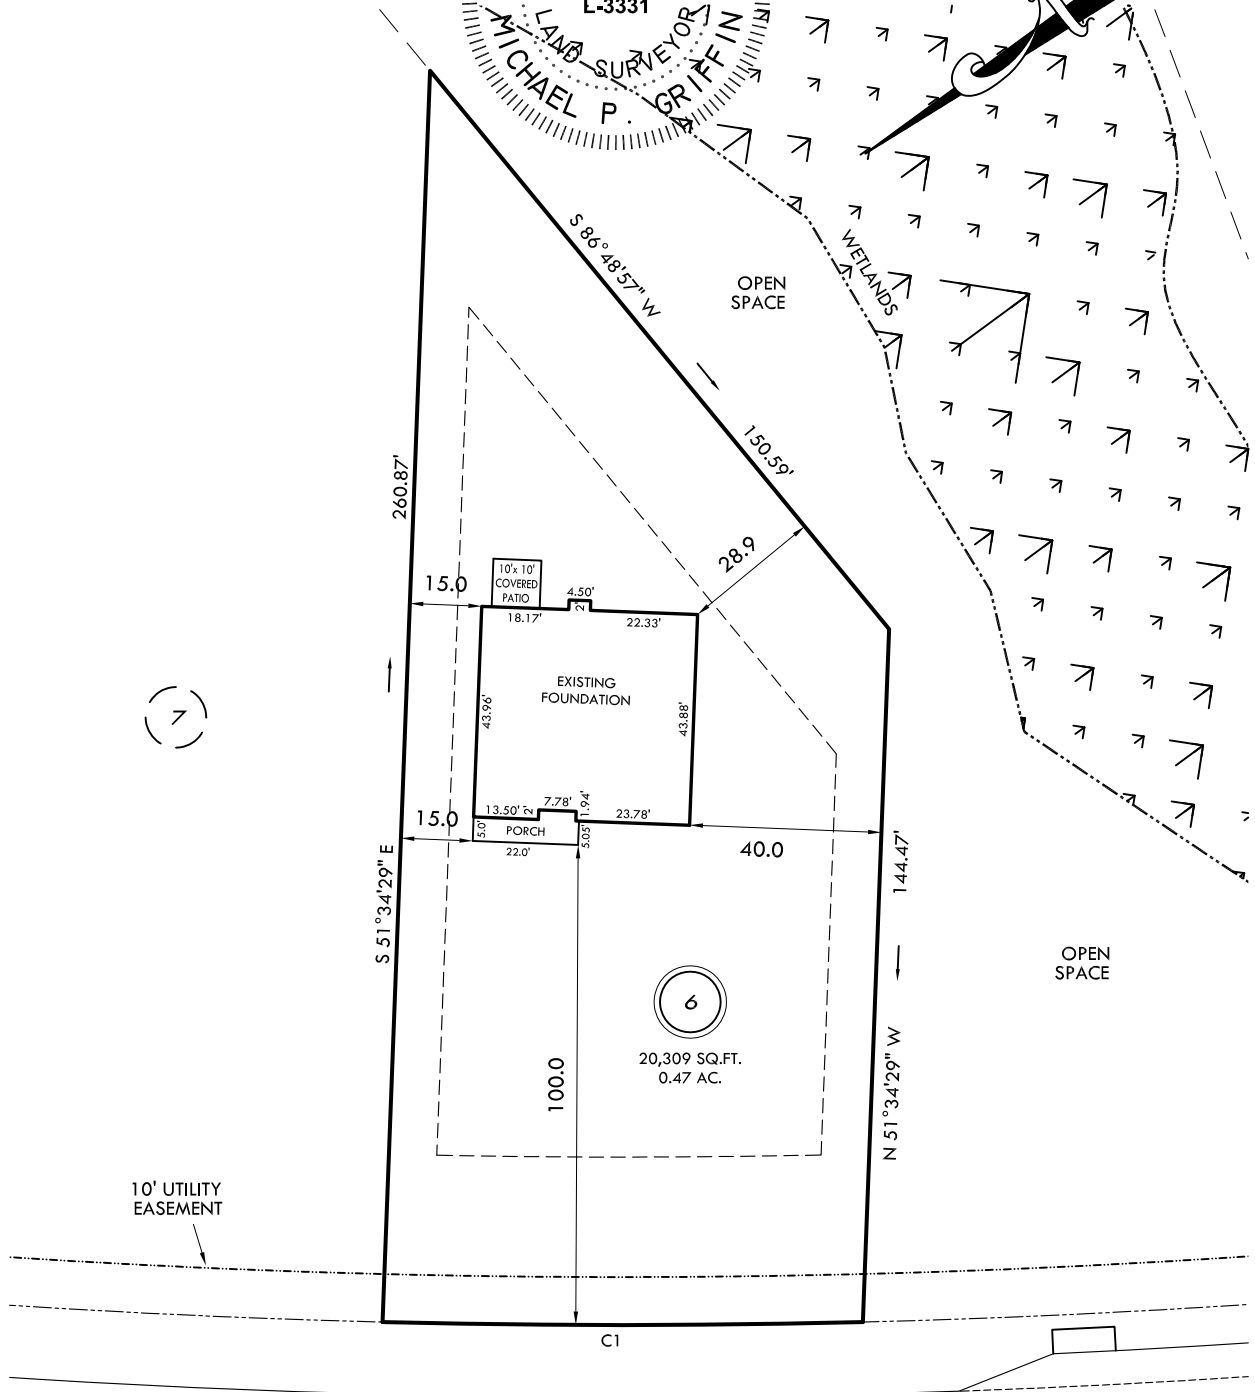 L-3331
LAND SURVEYOR
MICHAEL P. GRIFFIN
S 86°48'57" W
150.59'
OPEN
SPACE
WETLANDS
260.87'
28.9
15.0
10'x 10'
COVERED
PATIO
4.50'
2'
18.17'
22.33'
EXISTING
FOUNDATION
43.96'
43.88'
7
13.50'
2'
7.78'
1.94'
23.78'
15.0
5.0'
PORCH
5.05'
22.0'
40.0
144.47'
S 51°34'29" E
OPEN
SPACE
6
20,309 SQ.FT.
0.47 AC.
100.0
N 51°34'29" W
10' UTILITY
EASEMENT
C1